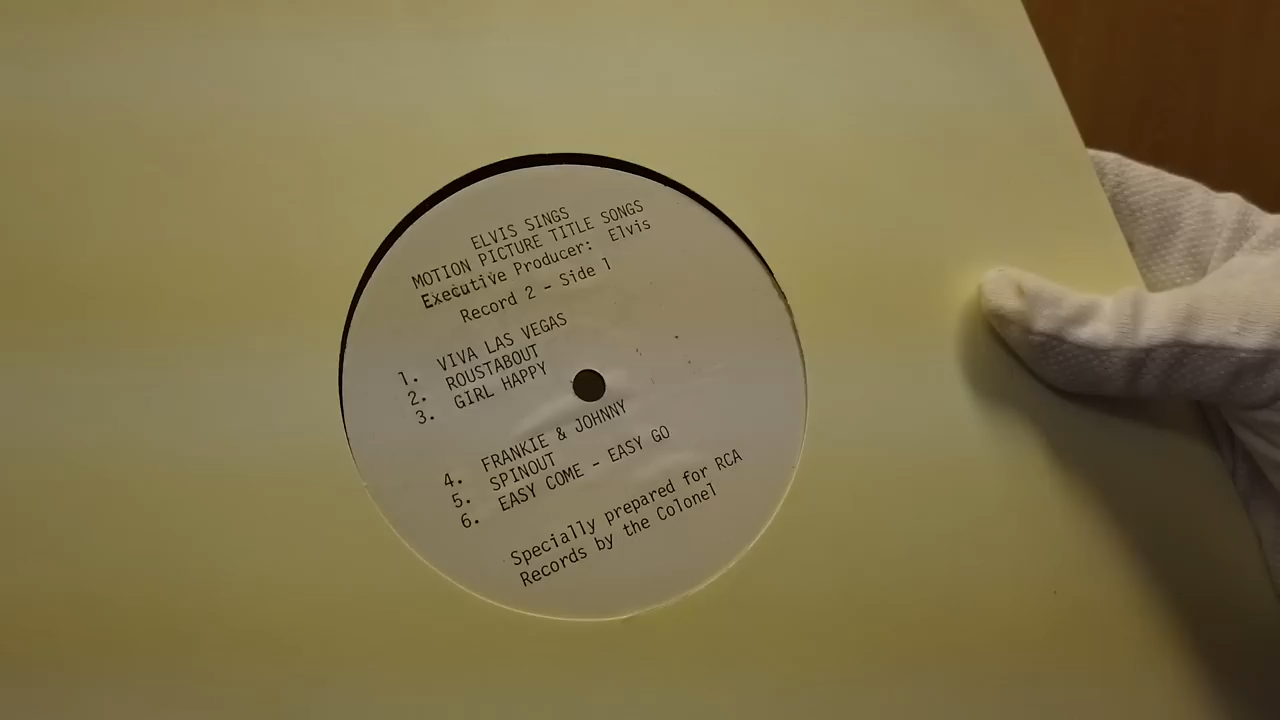 ELVIS SINGS
MOTION PICTURE TITLE SONGS
Executive Producer: Elvis
Record 2 - Side 1
1. VIVA LAS VEGAS
2. ROUSTABOUT
3. GIRL HAPPY
4. FRANKIE & JOHNNY
5. SPINOUT
6. EASY COME - EASY GO
Specially prepared for RCA
Records by the Colonel